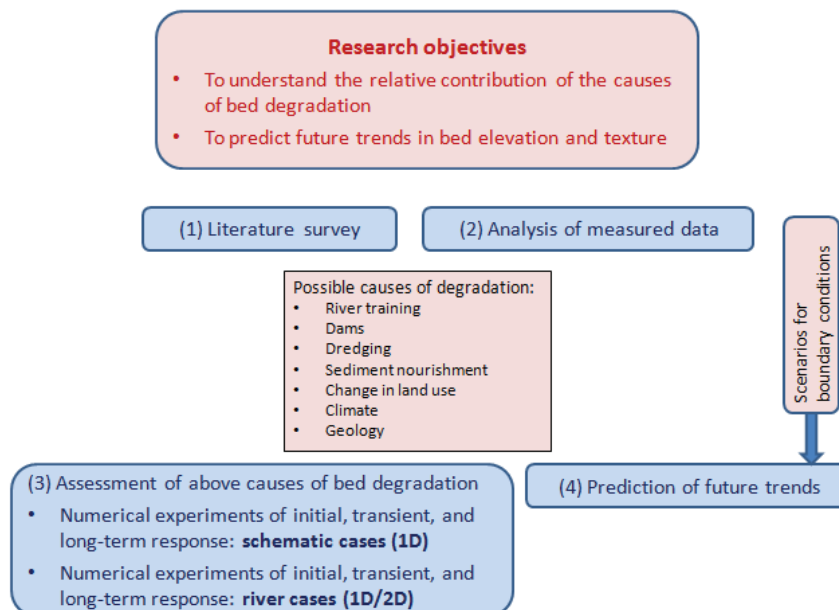 Research objectives
• To understand the relative contribution of the causes
of bed degradation
• To predict future trends in bed elevation and texture
(1) Literature survey
(2) Analysis of measured data
Scenarios for
boundary conditions
Possible causes of degradation:
• River training
• Dams
• Dredging
• Sediment nourishment
• Change in land use
• Climate
• Geology
(3) Assessment of above causes of bed degradation
• Numerical experiments of initial, transient, and
long-term response: schematic cases (1D)
• Numerical experiments of initial, transient, and
long-term response: river cases (1D/2D)
(4) Prediction of future trends